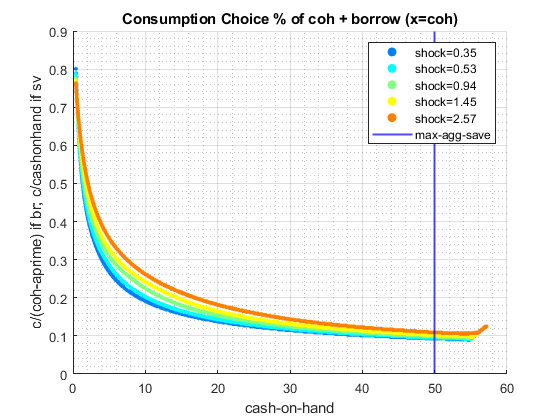 Consumption Choice % of coh + borrow (x=coh)
c/(coh-aprime) if br, c/cashonhand if sv
0.9
0.8
0.7
0.6
0.5
0.4
0.3
0.2
0.1
0
shock=0.35
shock=0.53
shock=0.94
shock=1.45
shock=2.57
max-agg-save
0 10 20 30 40 50 60
cash-on-hand